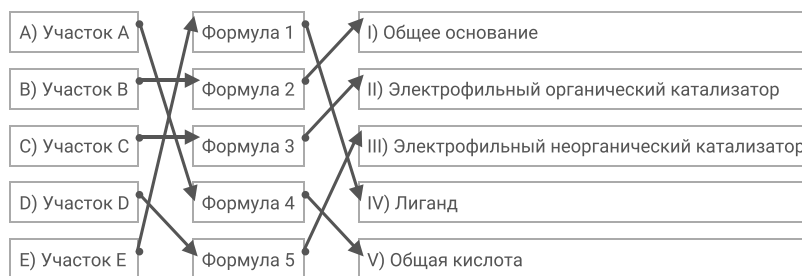 A) Участок A Формула 1 I) Общее основание
B) Участок B Формула 2 II) Электрофильный органический катализатор
C) Участок C Формула 3 III) Электрофильный неорганический катализатор
D) Участок D Формула 4 IV) Лиганд
E) Участок E Формула 5 V) Общая кислота